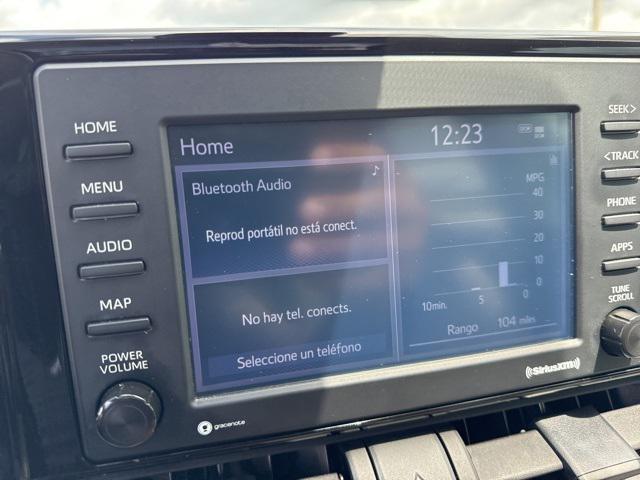 HOME
MENU
AUDIO
MAP
POWER
VOLUME
Home
12:23
Bluetooth Audio
Reprod portátil no está conect.
No hay tel. conects.
Seleccione un teléfono
MPG
40
30
20
10
0
0
10min.
5
0
Rango
104 miles
gracenote
SiriusXM
SEEK >
< TRACK
PHONE
APPS
TUNE
SCROLL